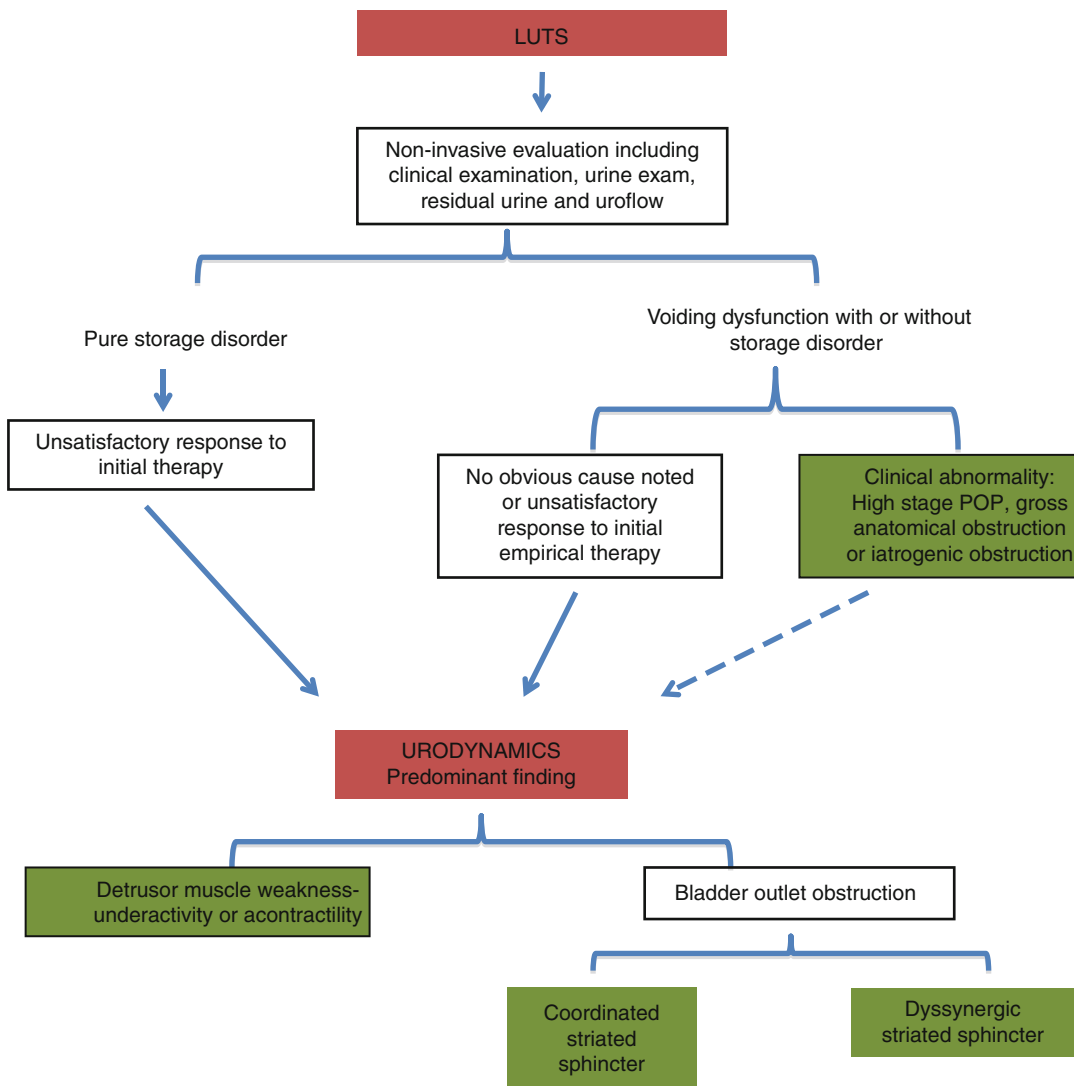 LUTS
Non-invasive evaluation including
clinical examination, urine exam,
residual urine and uroflow
Pure storage disorder
Voiding dysfunction with or without
storage disorder
Unsatisfactory response to
initial therapy
No obvious cause noted
or unsatisfactory
response to initial
empirical therapy
Clinical abnormality:
High stage POP, gross
anatomical obstruction
or iatrogenic obstruction
URODYNAMICS
Predominant finding
Detrusor muscle weakness-
underactivity or acontractility
Bladder outlet obstruction
Coordinated
striated
sphincter
Dyssynergic
striated sphincter